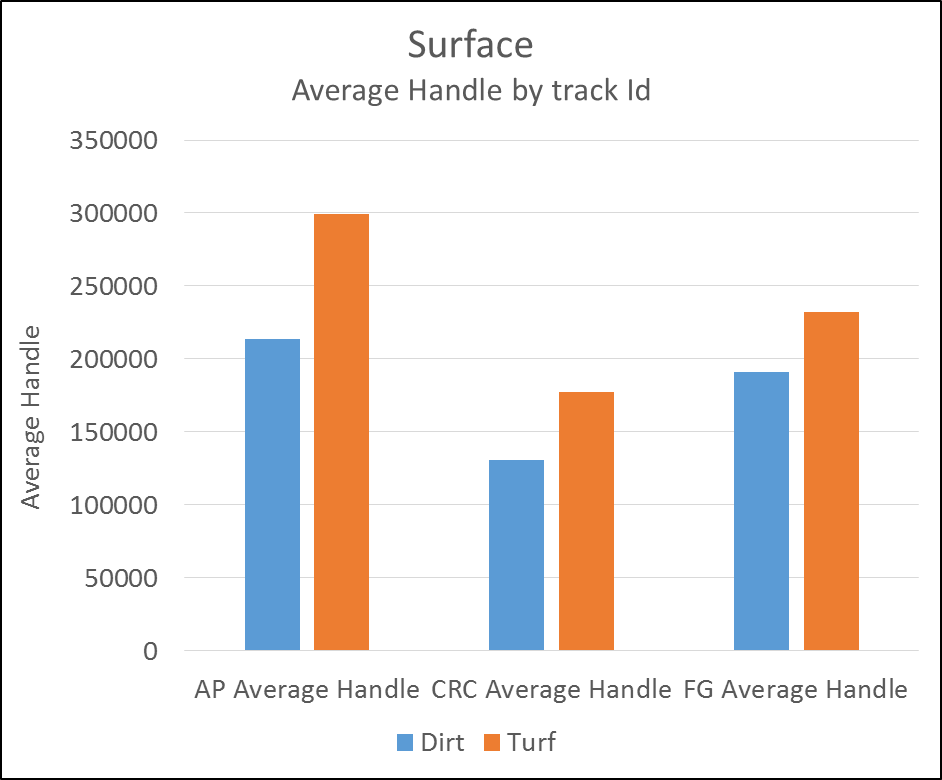 Surface
Average Handle by track Id
350000
300000
250000
200000
150000
100000
50000
0
Average Handle
AP Average Handle CRC Average Handle FG Average Handle
Dirt Turf